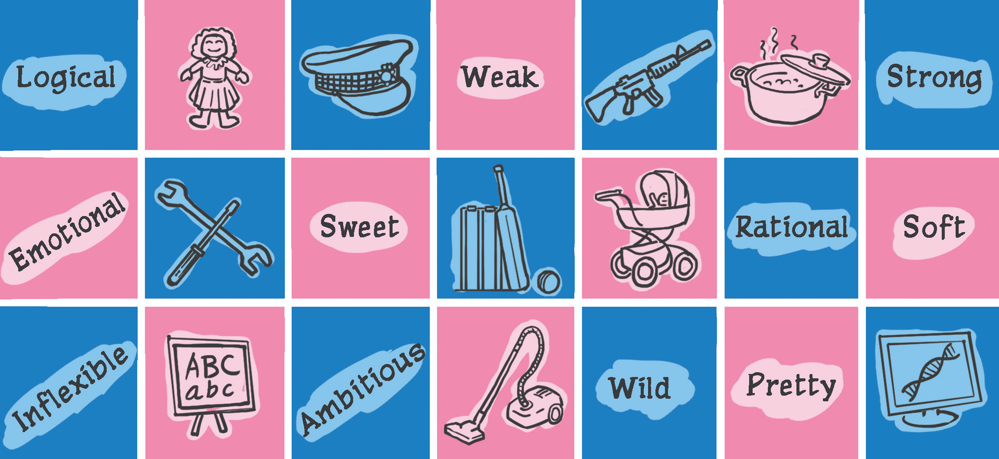 Logical
Weak
Strong
Emotional
Sweet
Rational
Soft
Inflexible
ABC
abc
Ambitious
Wild
Pretty